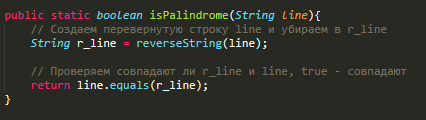 public static boolean isPalindrome(String line){
// Создаем перевернутую строку line и убираем в r_line
String r_line = reverseString(line);
// Проверяем совпадают ли r_line и line, true - совпадают
return line.equals(r_line);
}